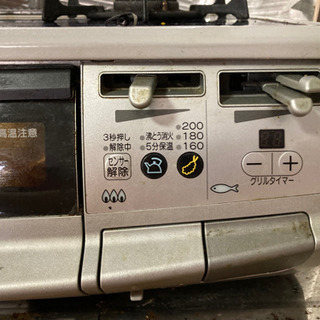 高温注意
3秒押し
●解除中
センサー
解除
●沸とう消火
●5分保温
●200
●180
●160
− +
グリルタイマー